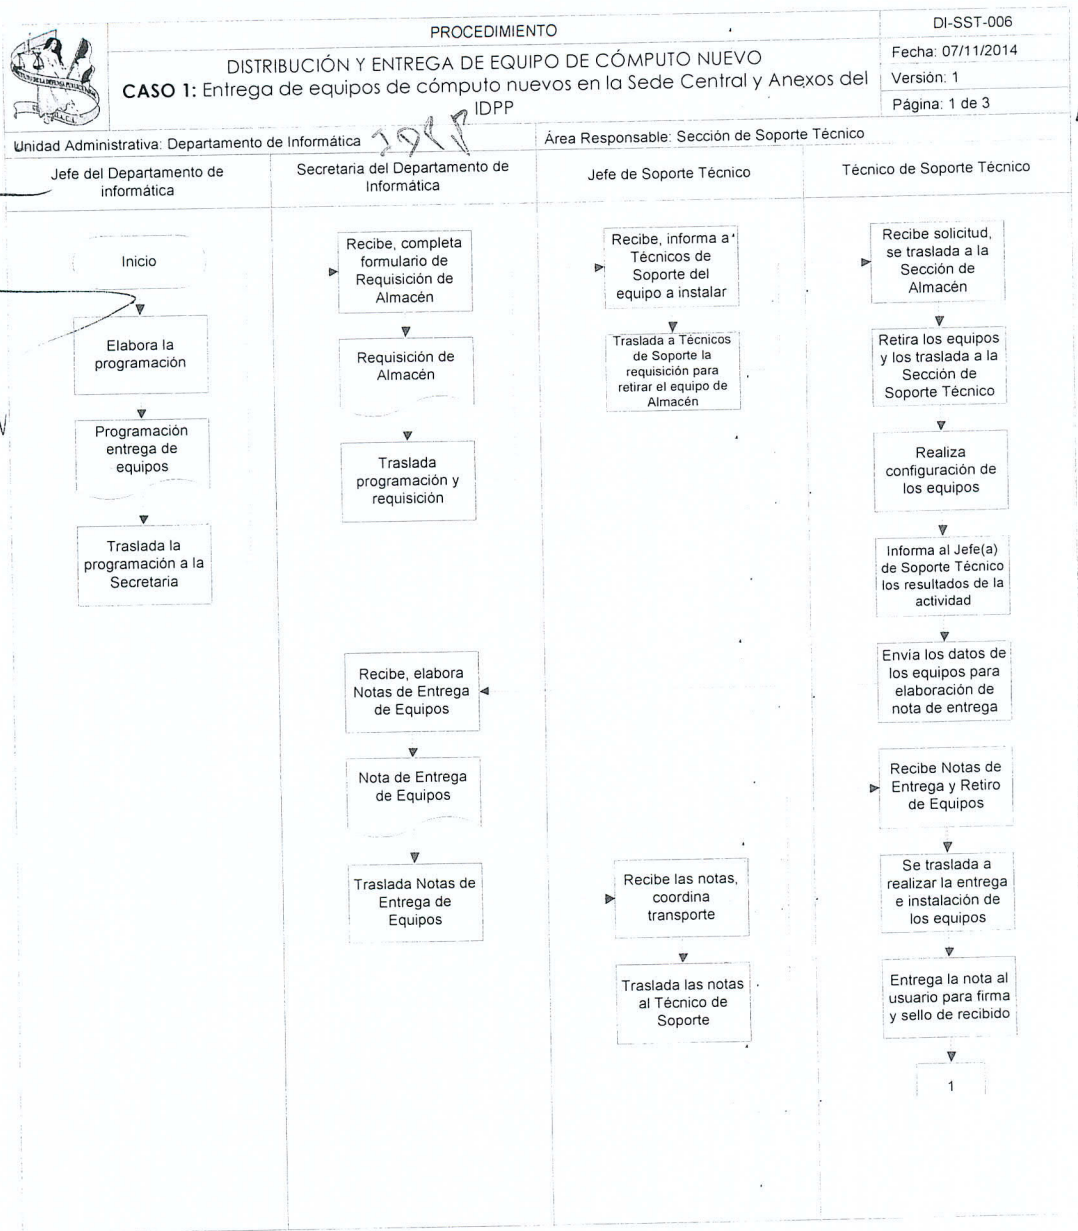 PROCEDIMIENTO
DISTRIBUCIÓN Y ENTREGA DE EQUIPO DE CÓMPUTO NUEVO
CASO 1: Entrega de equipos de cómputo nuevos en la Sede Central y Anexos del
IDPP
DI-SST-006
Fecha: 07/11/2014
Versión: 1
Página: 1 de 3
Unidad Administrativa: Departamento de Informática
IDPP
Área Responsable: Sección de Soporte Técnico
Jefe del Departamento de
informática
Secretaria del Departamento de
Informática
Jefe de Soporte Técnico
Técnico de Soporte Técnico
Inicio
Elabora la
programación
Programación
entrega de
equipos
Traslada la
programación a la
Secretaria
Recibe, completa
formulario de
Requisición de
Almacén
Requisición de
Almacén
Traslada
programación y
requisición
Recibe, informa a
Técnicos de
Soporte del
equipo a instalar
Traslada a Técnicos
de Soporte la
requisición para
retirar el equipo de
Almacén
Recibe solicitud,
se traslada a la
Sección de
Almacén
Retira los equipos
y los traslada a la
Sección de
Soporte Técnico
Realiza
configuración de
los equipos
Informa al Jefe(a)
de Soporte Técnico
los resultados de la
actividad
Envia los datos de
los equipos para
elaboración de
nota de entrega
Recibe, elabora
Notas de Entrega
de Equipos
Nota de Entrega
de Equipos
Traslada Notas de
Entrega de
Equipos
Recibe las notas,
coordina
transporte
Traslada las notas
al Técnico de
Soporte
Recibe Notas de
Entrega y Retiro
de Equipos
Se traslada a
realizar la entrega
e instalación de
los equipos
Entrega la nota al
usuario para firma
y sello de recibido
1